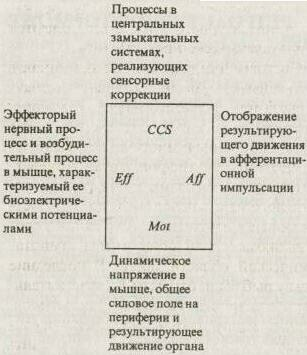 Процессы в
центральных
замыкательных
системах,
реализующих
сенсорные
коррекции
Эффекторый
нервный про-
цесс и возбуди-
тельный процесс
в мышце, харак-
теризуемый ее
биоэлектриче-
скими потенциа-
лами
CCS
Eff
Aff
Mot
Отображение
результирую-
щего движения
в афферентаци-
онной
импульсации
Динамическое
напряжение в
мышце, общее
силовое поле на
периферии и
результирующее
движение органа